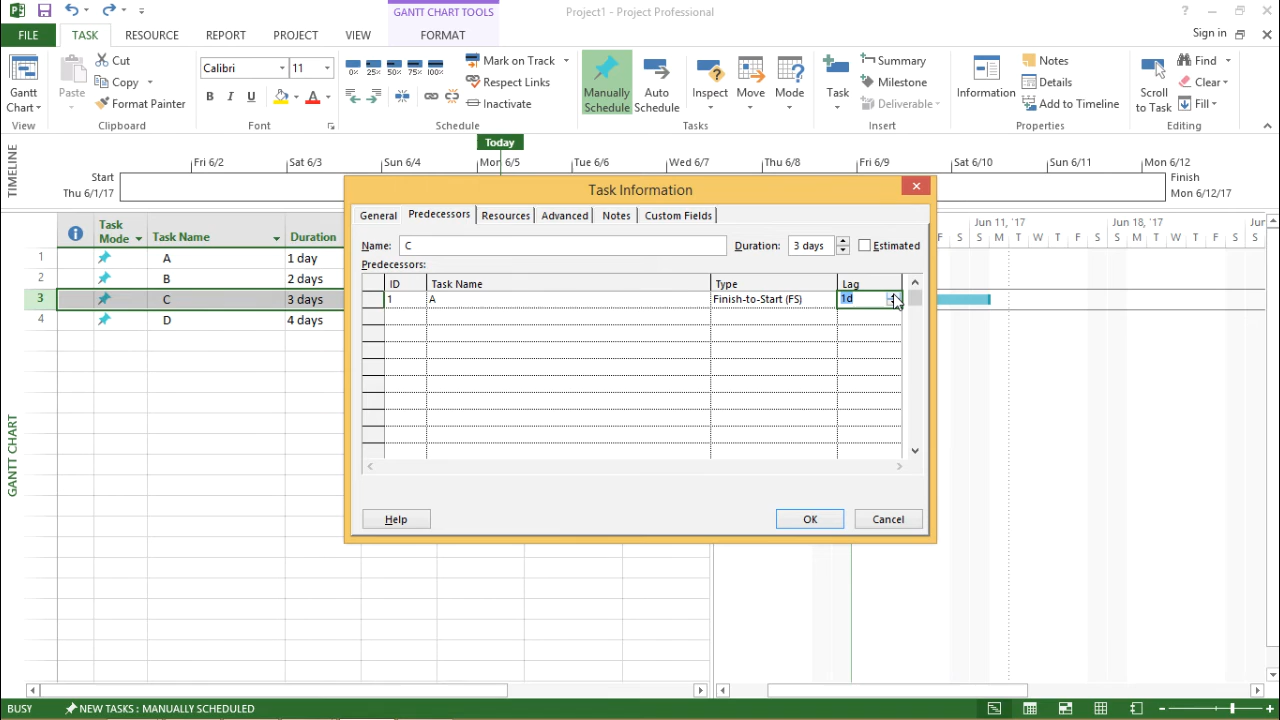 GANTT CHART TOOLS
Project1 - Project Professional
?
FILE TASK RESOURCE REPORT PROJECT VIEW FORMAT
Sign in
Gantt Chart
View
Paste
Cut
Copy
Format Painter
Clipboard
Calibri 11
B I U A
Font
0% 25% 50% 75% 100%
Mark on Track
Respect Links
Inactivate
Schedule
Manually Schedule
Auto Schedule
Inspect
Move
Mode
Tasks
Task
Summary
Milestone
Deliverable
Insert
Information
Notes
Details
Add to Timeline
Properties
Scroll to Task
Find
Clear
Fill
Editing
TIMELINE
Today
Fri 6/2 Sat 6/3 Sun 6/4 Mon 6/5 Tue 6/6 Wed 6/7 Thu 6/8 Fri 6/9 Sat 6/10 Sun 6/11 Mon 6/12
Start
Thu 6/1/17
Finish
Mon 6/12/17
GANTT CHART
Task Mode Task Name Duration
1 A 1 day
2 B 2 days
3 C 3 days
4 D 4 days
Jun 11, '17 Jun 18, '17 Jun
F S S M T W T F S S M T W T F S S
Task Information
General Predecessors Resources Advanced Notes Custom Fields
Name: C Duration: 3 days Estimated
Predecessors:
ID Task Name Type Lag
1 A Finish-to-Start (FS) 1d
Help OK Cancel
BUSY NEW TASKS : MANUALLY SCHEDULED